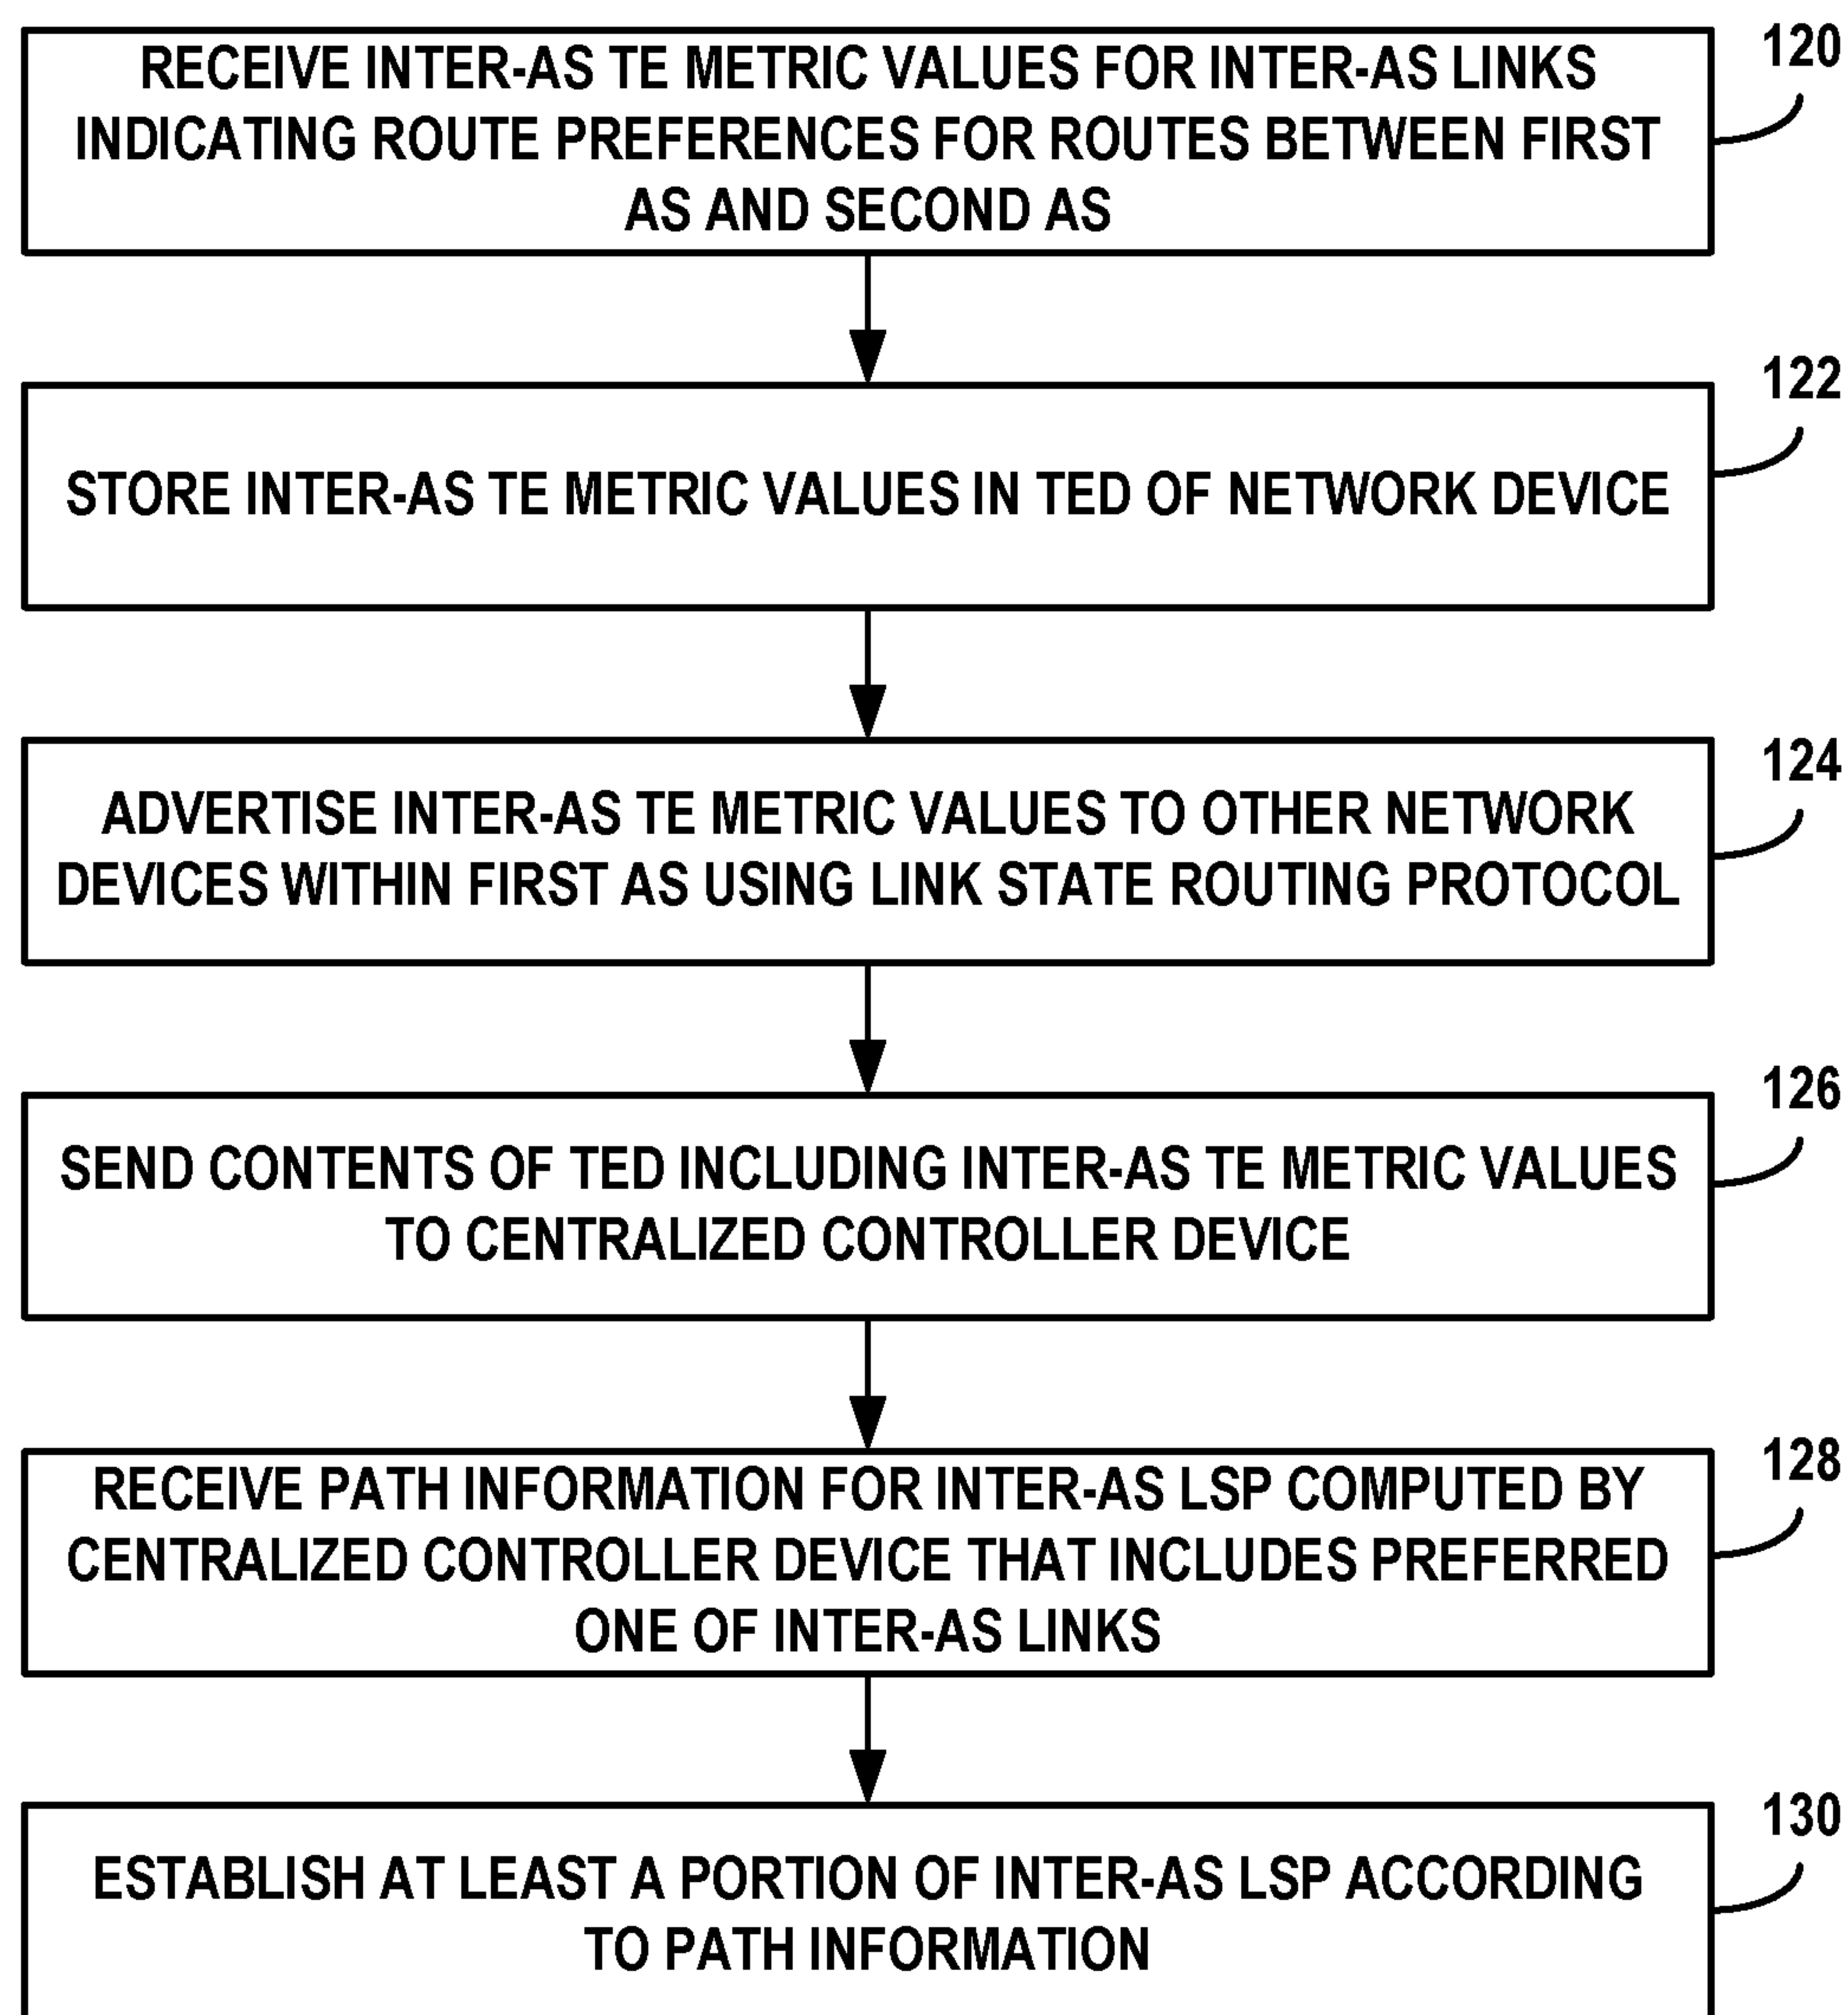 120
RECEIVE INTER-AS TE METRIC VALUES FOR INTER-AS LINKS
INDICATING ROUTE PREFERENCES FOR ROUTES BETWEEN FIRST
AS AND SECOND AS
122
STORE INTER-AS TE METRIC VALUES IN TED OF NETWORK DEVICE
124
ADVERTISE INTER-AS TE METRIC VALUES TO OTHER NETWORK
DEVICES WITHIN FIRST AS USING LINK STATE ROUTING PROTOCOL
126
SEND CONTENTS OF TED INCLUDING INTER-AS TE METRIC VALUES
TO CENTRALIZED CONTROLLER DEVICE
128
RECEIVE PATH INFORMATION FOR INTER-AS LSP COMPUTED BY
CENTRALIZED CONTROLLER DEVICE THAT INCLUDES PREFERRED
ONE OF INTER-AS LINKS
130
ESTABLISH AT LEAST A PORTION OF INTER-AS LSP ACCORDING
TO PATH INFORMATION